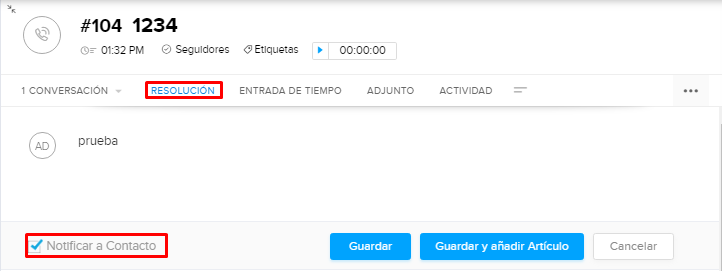 #104 1234
01:32 PM Seguidores Etiquetas 00:00:00
1 CONVERSACIÓN RESOLUCIÓN ENTRADA DE TIEMPO ADJUNTO ACTIVIDAD
AD prueba
Notificar a Contacto Guardar Guardar y añadir Artículo Cancelar